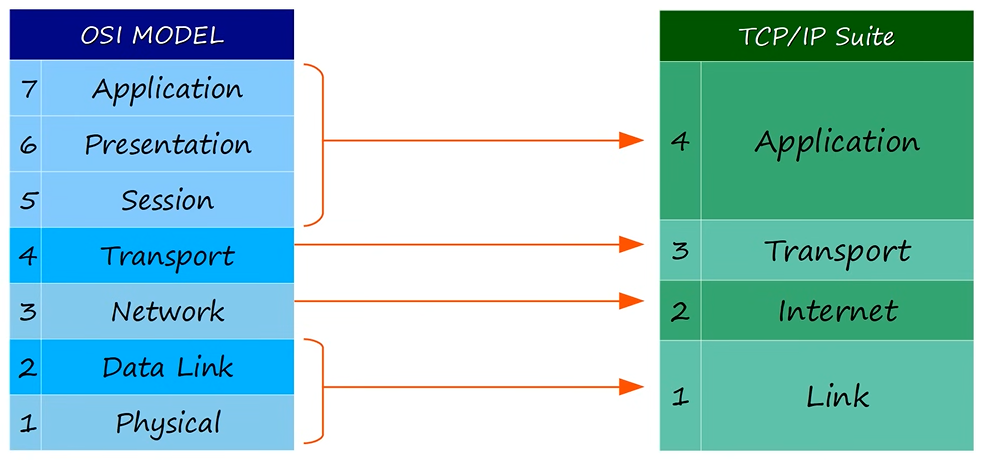 OSI MODEL
7 Application
6 Presentation
5 Session
4 Transport
3 Network
2 Data Link
1 Physical
TCP/IP Suite
4 Application
3 Transport
2 Internet
1 Link